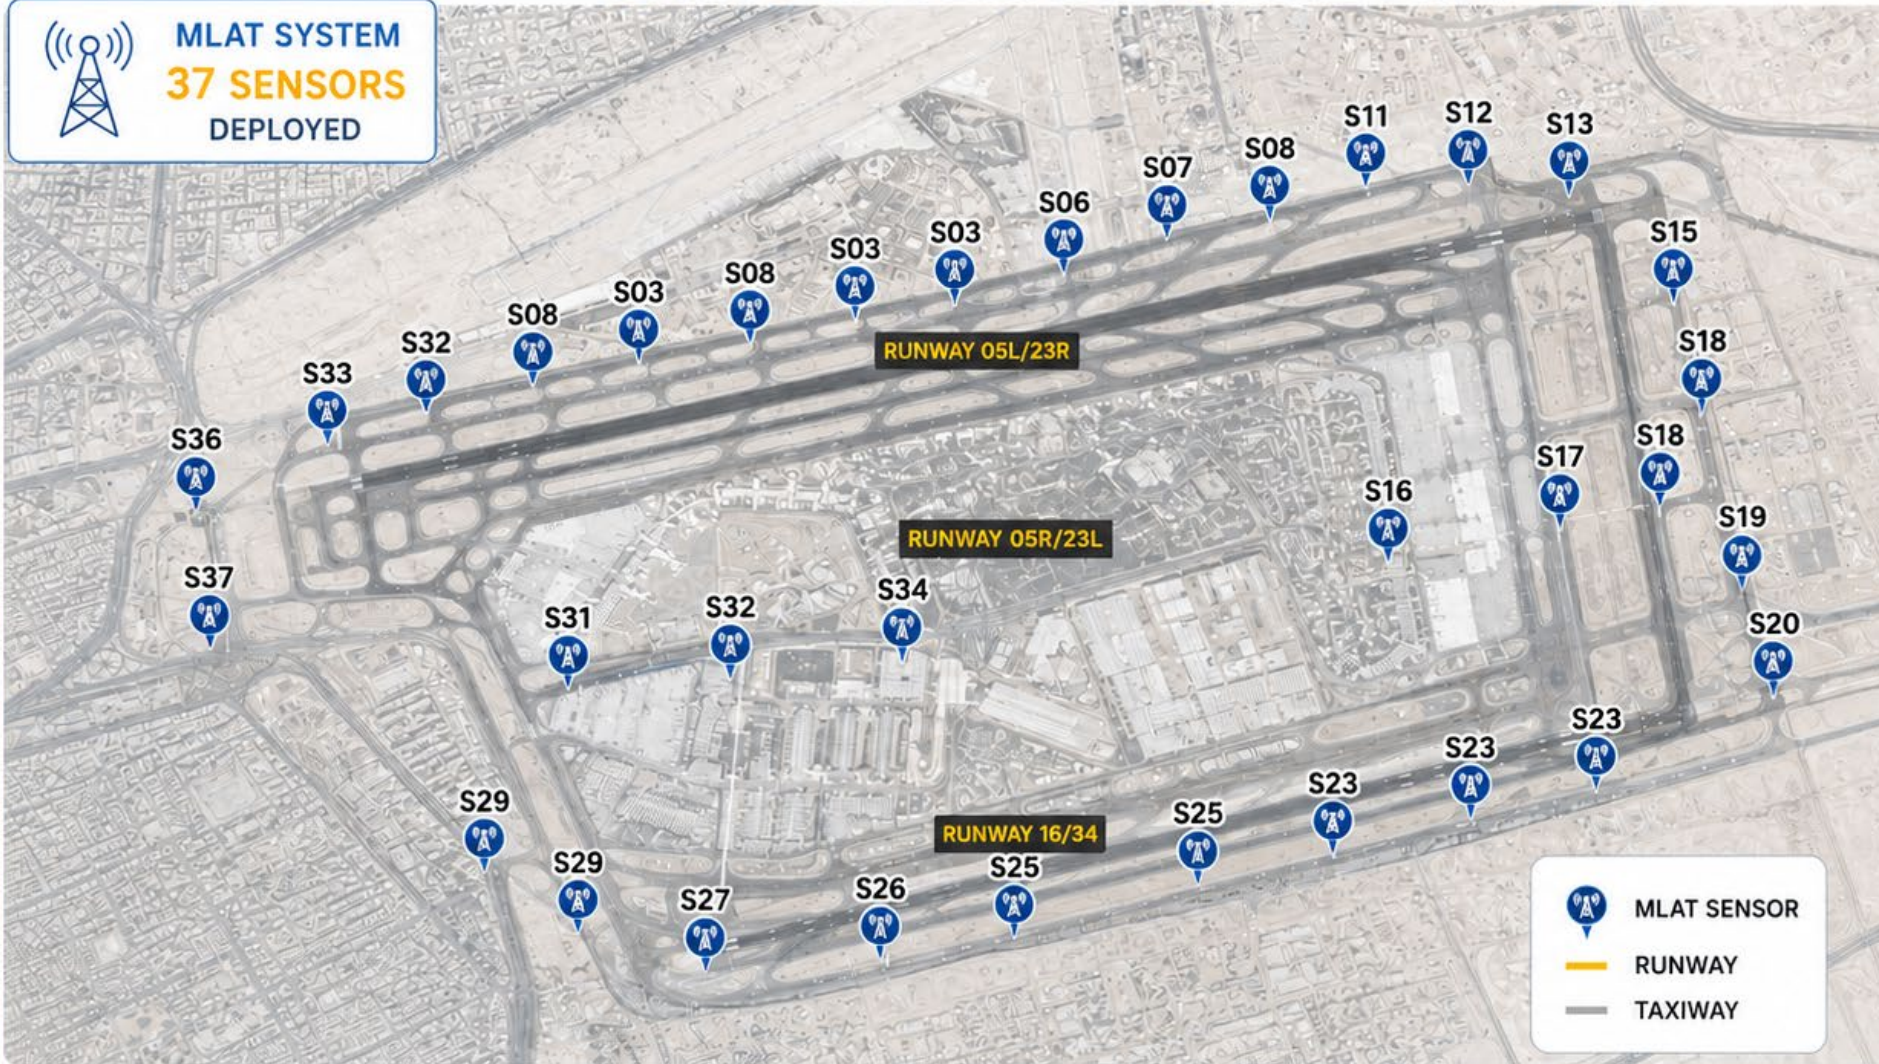 MLAT SYSTEM
37 SENSORS
DEPLOYED
S11
S12
S13
S08
S07
S06
S03
S03
S08
S03
S08
S32
S33
S15
S18
S36
RUNWAY 05L/23R
S18
S17
S16
S19
RUNWAY 05R/23L
S37
S31
S32
S34
S20
S23
S23
S23
S25
S29
RUNWAY 16/34
S25
S29
S27
S26
MLAT SENSOR
RUNWAY
TAXIWAY